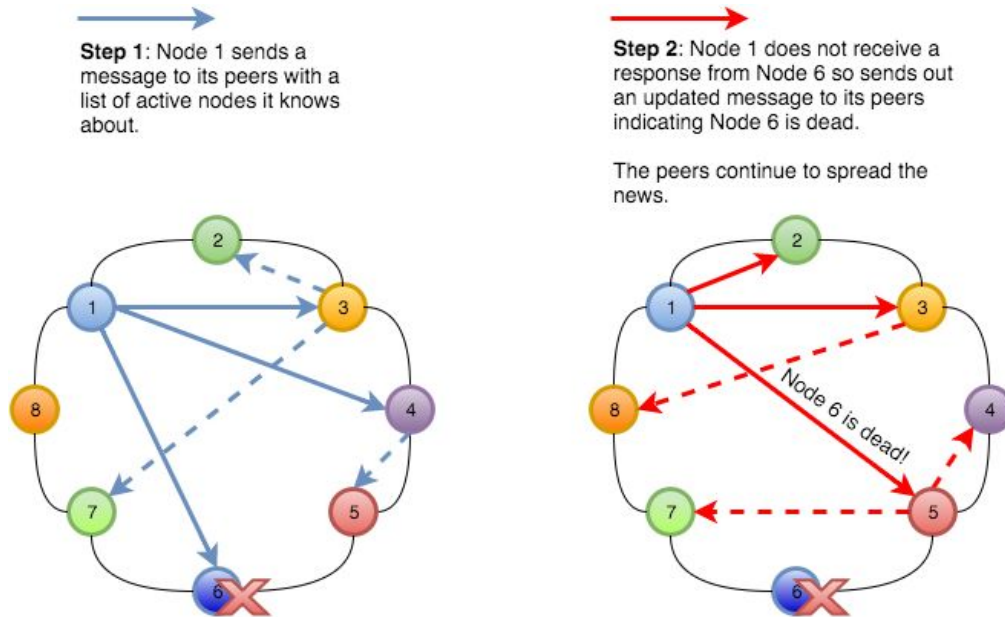 Step 1: Node 1 sends a
message to its peers with a
list of active nodes it knows
about.
Step 2: Node 1 does not receive a
response from Node 6 so sends out
an updated message to its peers
indicating Node 6 is dead.
The peers continue to spread the
news.
2
1
3
8
4
7
5
6
2
1
3
Node 6 is dead!
8
4
7
5
6